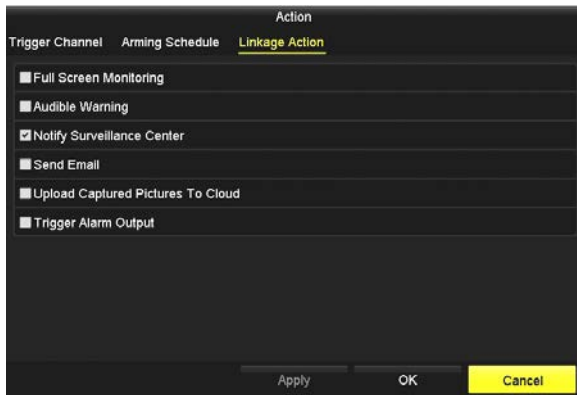 Action
Trigger Channel Arming Schedule Linkage Action
Full Screen Monitoring
Audible Warning
Notify Surveillance Center
Send Email
Upload Captured Pictures To Cloud
Trigger Alarm Output
Apply OK Cancel